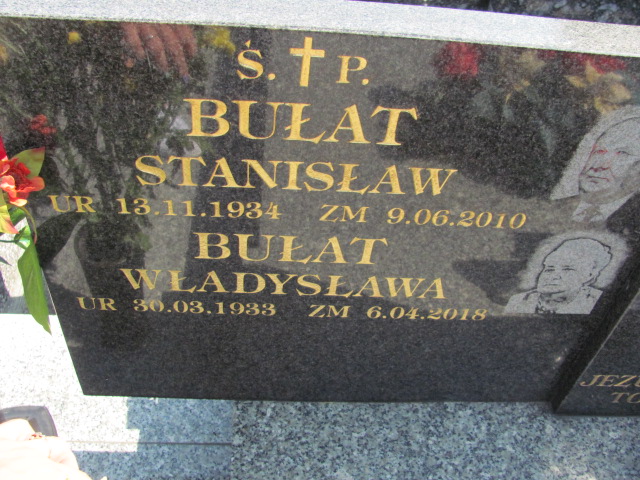 Ś. P.
BUŁAT
STANISŁAW
UR 13.11.1934 ZM 9.06.2010
BUŁAT
WŁADYSŁAWA
UR 30.03.1933 ZM 6.04.2018